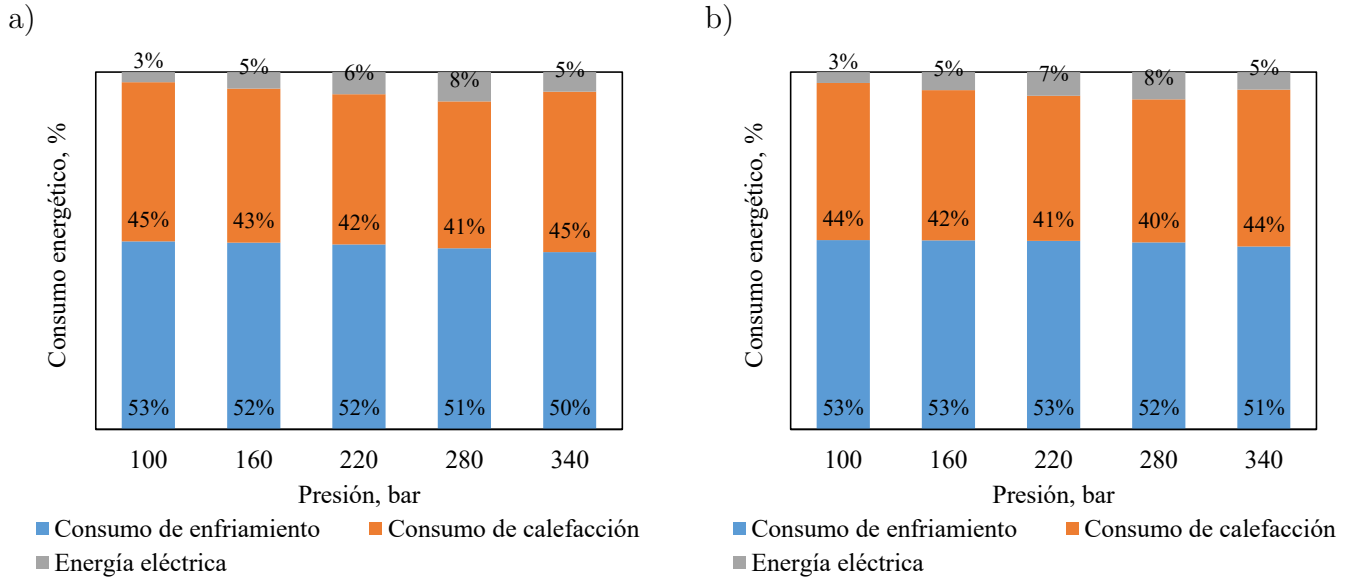 a)
3% 5% 6% 8% 5%
45% 43% 42% 41% 45%
53% 52% 52% 51% 50%
Consumo energético, %
100 160 220 280 340
Presión, bar
Consumo de enfriamiento Consumo de calefacción
Energía eléctrica
b)
3% 5% 7% 8% 5%
44% 42% 41% 40% 44%
53% 53% 53% 52% 51%
Consumo energético, %
100 160 220 280 340
Presión, bar
Consumo de enfriamiento Consumo de calefacción
Energía eléctrica